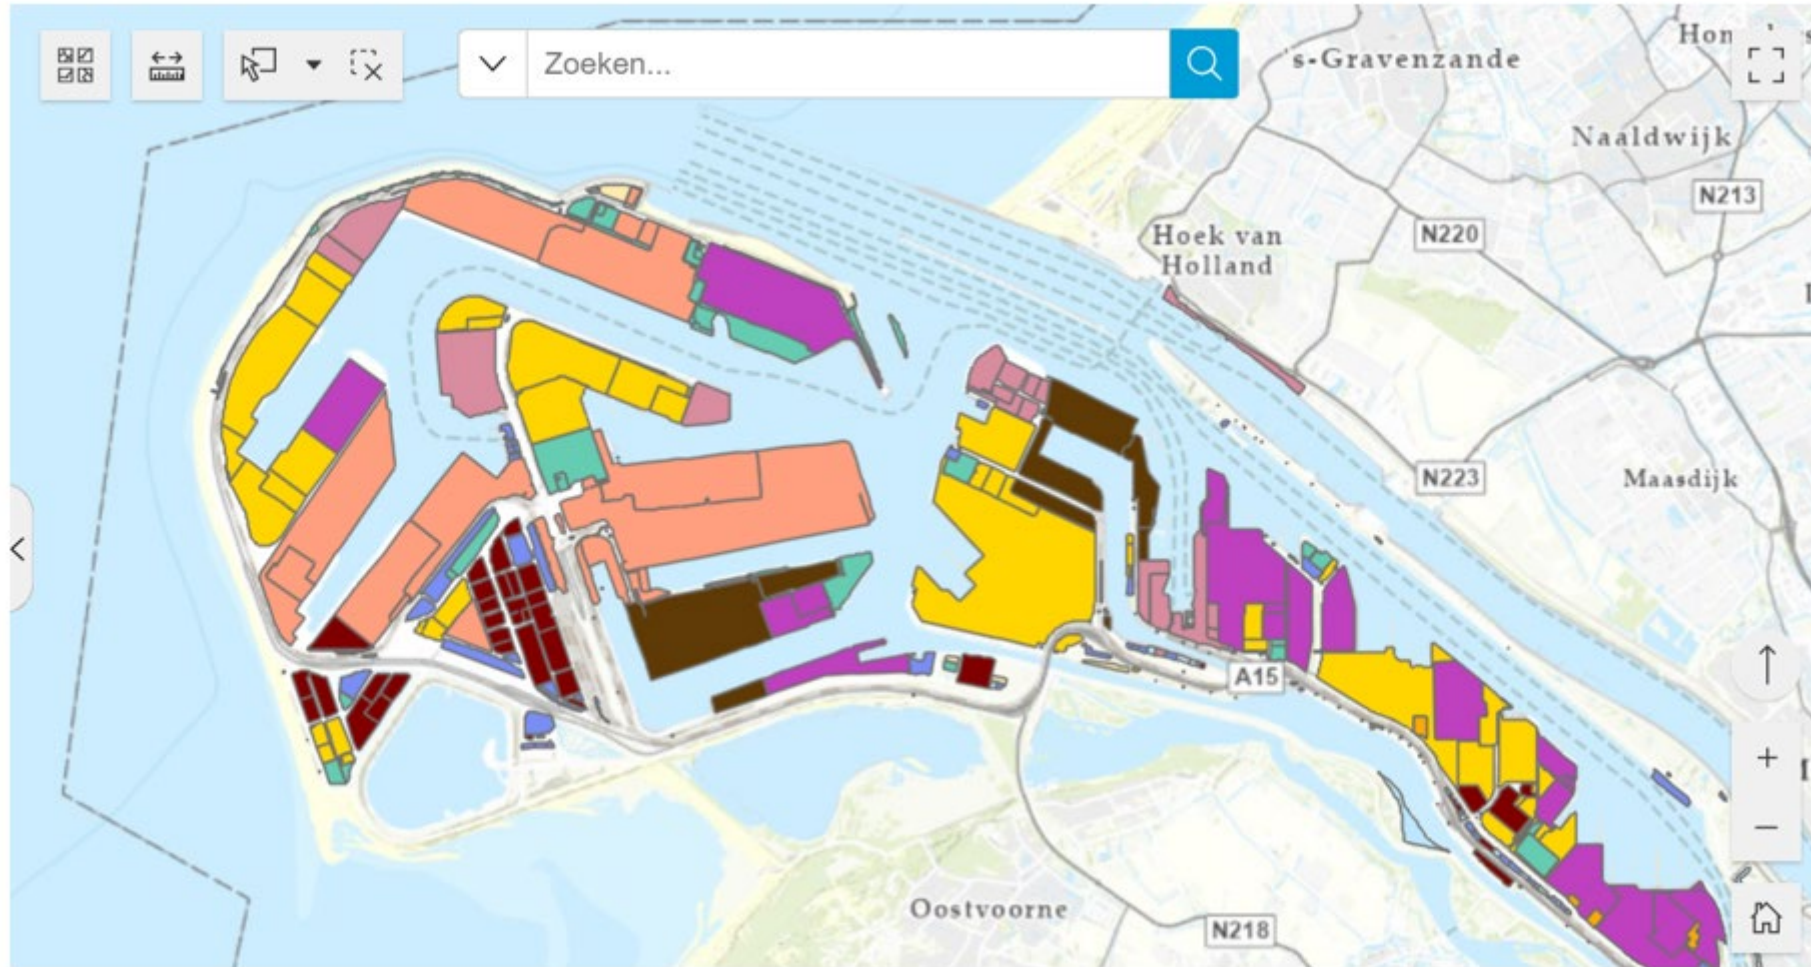 Zoeken...
's-Gravenzande
Naaldwijk
N213
Hoek van
Holland
N220
N223
Maasdijk
A15
Oostvoorne
N218